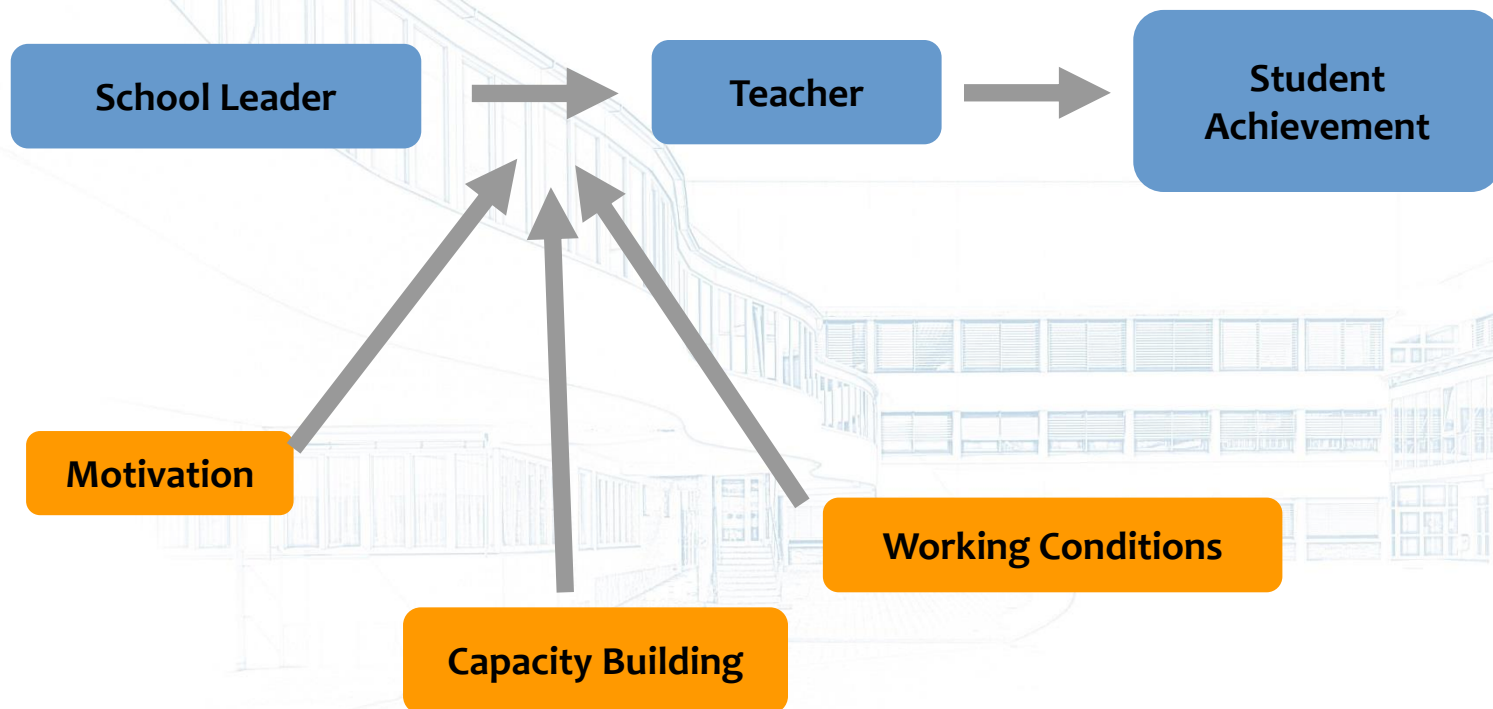 School Leader
Teacher
Student
Achievement
Motivation
Working Conditions
Capacity Building